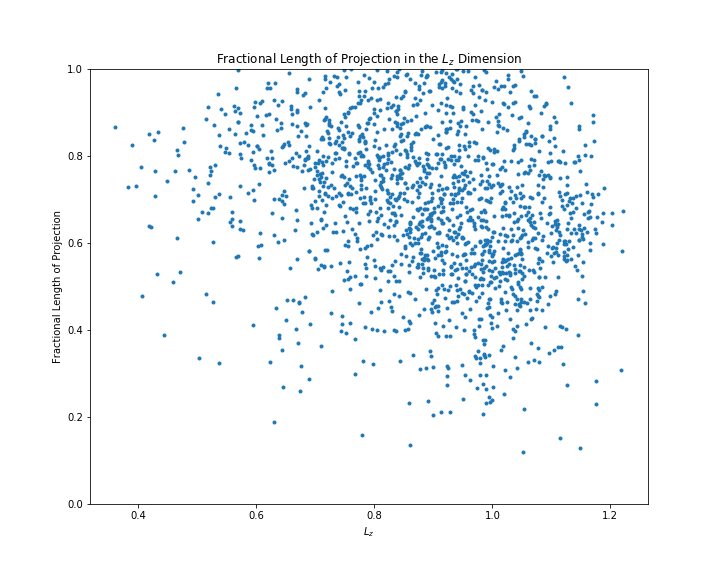 Fractional Length of Projection in the L_z Dimension
1.0
0.8
0.6
0.4
0.2
0.0
Fractional Length of Projection
0.4 0.6 0.8 1.0 1.2
L_z